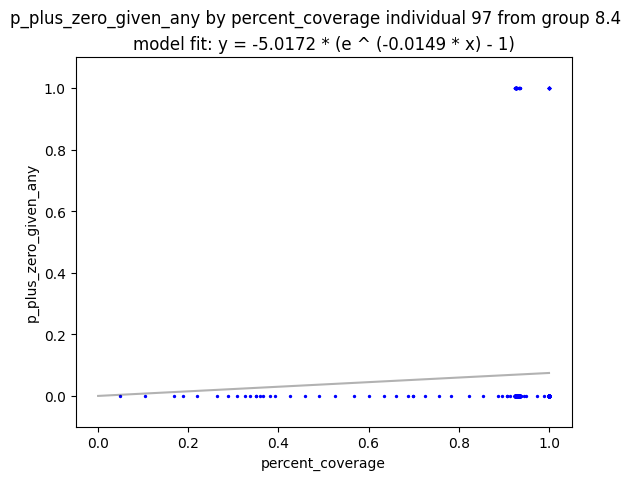 p_plus_zero_given_any by percent_coverage individual 97 from group 8.4
model fit: y = -5.0172 * (e ^ (-0.0149 * x) - 1)
1.0
0.8
0.6
0.4
0.2
0.0
p_plus_zero_given_any
0.0 0.2 0.4 0.6 0.8 1.0
percent_coverage